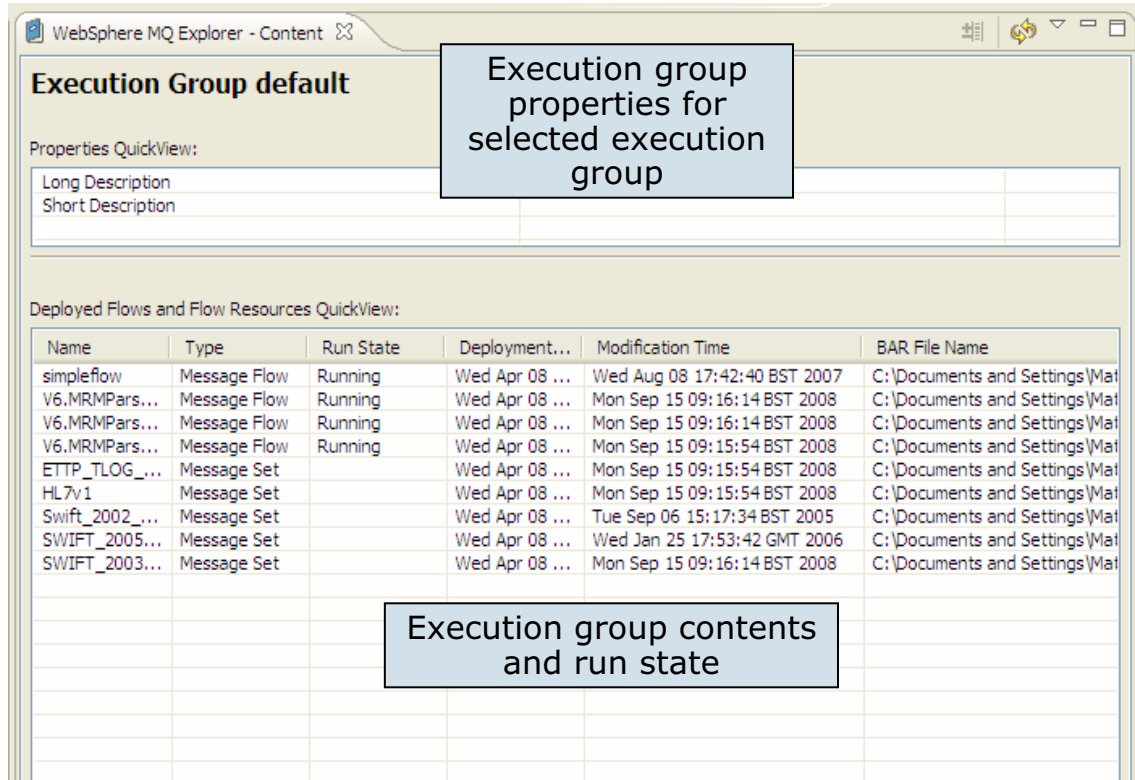 WebSphere MQ Explorer - Content
Execution Group default
Execution group
properties for
selected execution
group
Properties QuickView:
Long Description
Short Description
Deployed Flows and Flow Resources QuickView:
Name Type Run State Deployment... Modification Time BAR File Name
simpleflow Message Flow Running Wed Apr 08 ... Wed Aug 08 17:42:40 BST 2007 C:\Documents and Settings\Mat
V6.MRMPars... Message Flow Running Wed Apr 08 ... Mon Sep 15 09:16:14 BST 2008 C:\Documents and Settings\Mat
V6.MRMPars... Message Flow Running Wed Apr 08 ... Mon Sep 15 09:16:14 BST 2008 C:\Documents and Settings\Mat
V6.MRMPars... Message Flow Running Wed Apr 08 ... Mon Sep 15 09:15:54 BST 2008 C:\Documents and Settings\Mat
ETTP_TLOG_... Message Set Wed Apr 08 ... Mon Sep 15 09:15:54 BST 2008 C:\Documents and Settings\Mat
HL7v1 Message Set Wed Apr 08 ... Mon Sep 15 09:15:54 BST 2008 C:\Documents and Settings\Mat
Swift_2002_... Message Set Wed Apr 08 ... Tue Sep 06 15:17:34 BST 2005 C:\Documents and Settings\Mat
SWIFT_2005... Message Set Wed Apr 08 ... Wed Jan 25 17:53:42 GMT 2006 C:\Documents and Settings\Mat
SWIFT_2003... Message Set Wed Apr 08 ... Mon Sep 15 09:16:14 BST 2008 C:\Documents and Settings\Mat
Execution group contents
and run state